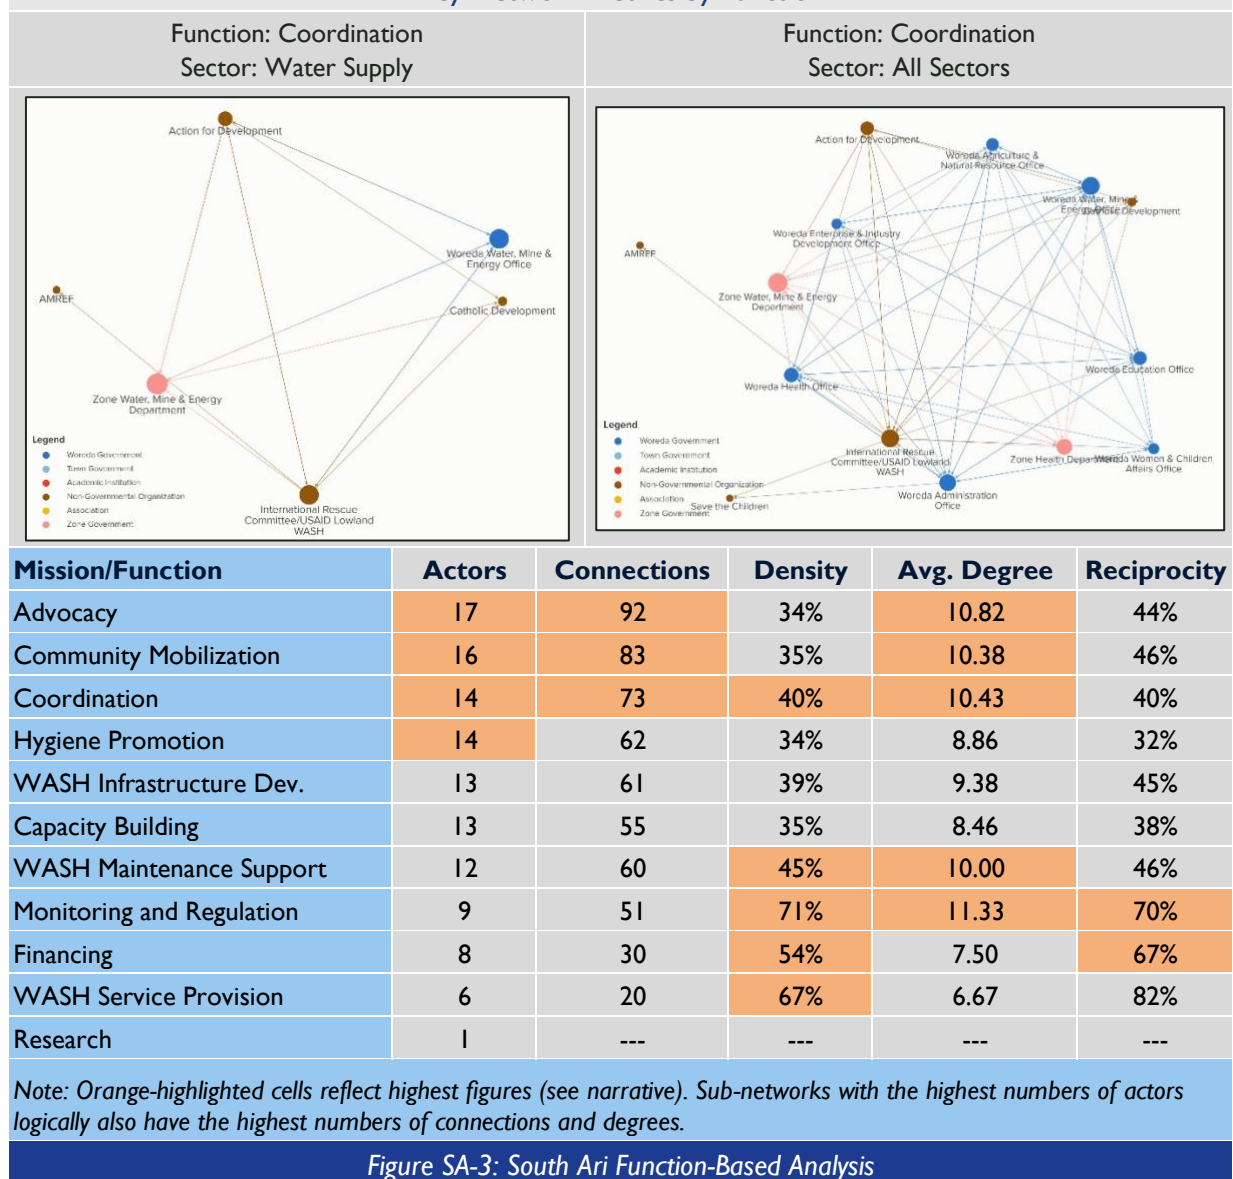 Function: Coordination
Sector: Water Supply
Function: Coordination
Sector: All Sectors
Action for Development
Woreda Water, Mine &
Energy Office
AMREF
Catholic Development
Zone Water, Mine & Energy
Department
International Rescue
Committee/USAID Lowland
WASH
Legend
Woreda Government
Town Government
Academic Institution
Non-Governmental Organization
Association
Zone Government
Action for Development
Woreda Agriculture &
Natural Resource Office
Woreda Water, Mine &
Energy Office
Catholic Development
Woreda Enterprise & Industry
Development Office
AMREF
Zone Water, Mine & Energy
Department
Woreda Education Office
Woreda Health Office
International Rescue
Committee/USAID Lowland
WASH
Zone Health Department
Woreda Women & Children
Affairs Office
Woreda Administration
Office
Save the Children
Legend
Woreda Government
Town Government
Academic Institution
Non-Governmental Organization
Association
Zone Government
Mission/Function Actors Connections Density Avg. Degree Reciprocity
Advocacy 17 92 34% 10.82 44%
Community Mobilization 16 83 35% 10.38 46%
Coordination 14 73 40% 10.43 40%
Hygiene Promotion 14 62 34% 8.86 32%
WASH Infrastructure Dev. 13 61 39% 9.38 45%
Capacity Building 13 55 35% 8.46 38%
WASH Maintenance Support 12 60 45% 10.00 46%
Monitoring and Regulation 9 51 71% 11.33 70%
Financing 8 30 54% 7.50 67%
WASH Service Provision 6 20 67% 6.67 82%
Research 1 --- --- --- ---
Note: Orange-highlighted cells reflect highest figures (see narrative). Sub-networks with the highest numbers of actors
logically also have the highest numbers of connections and degrees.
Figure SA-3: South Ari Function-Based Analysis